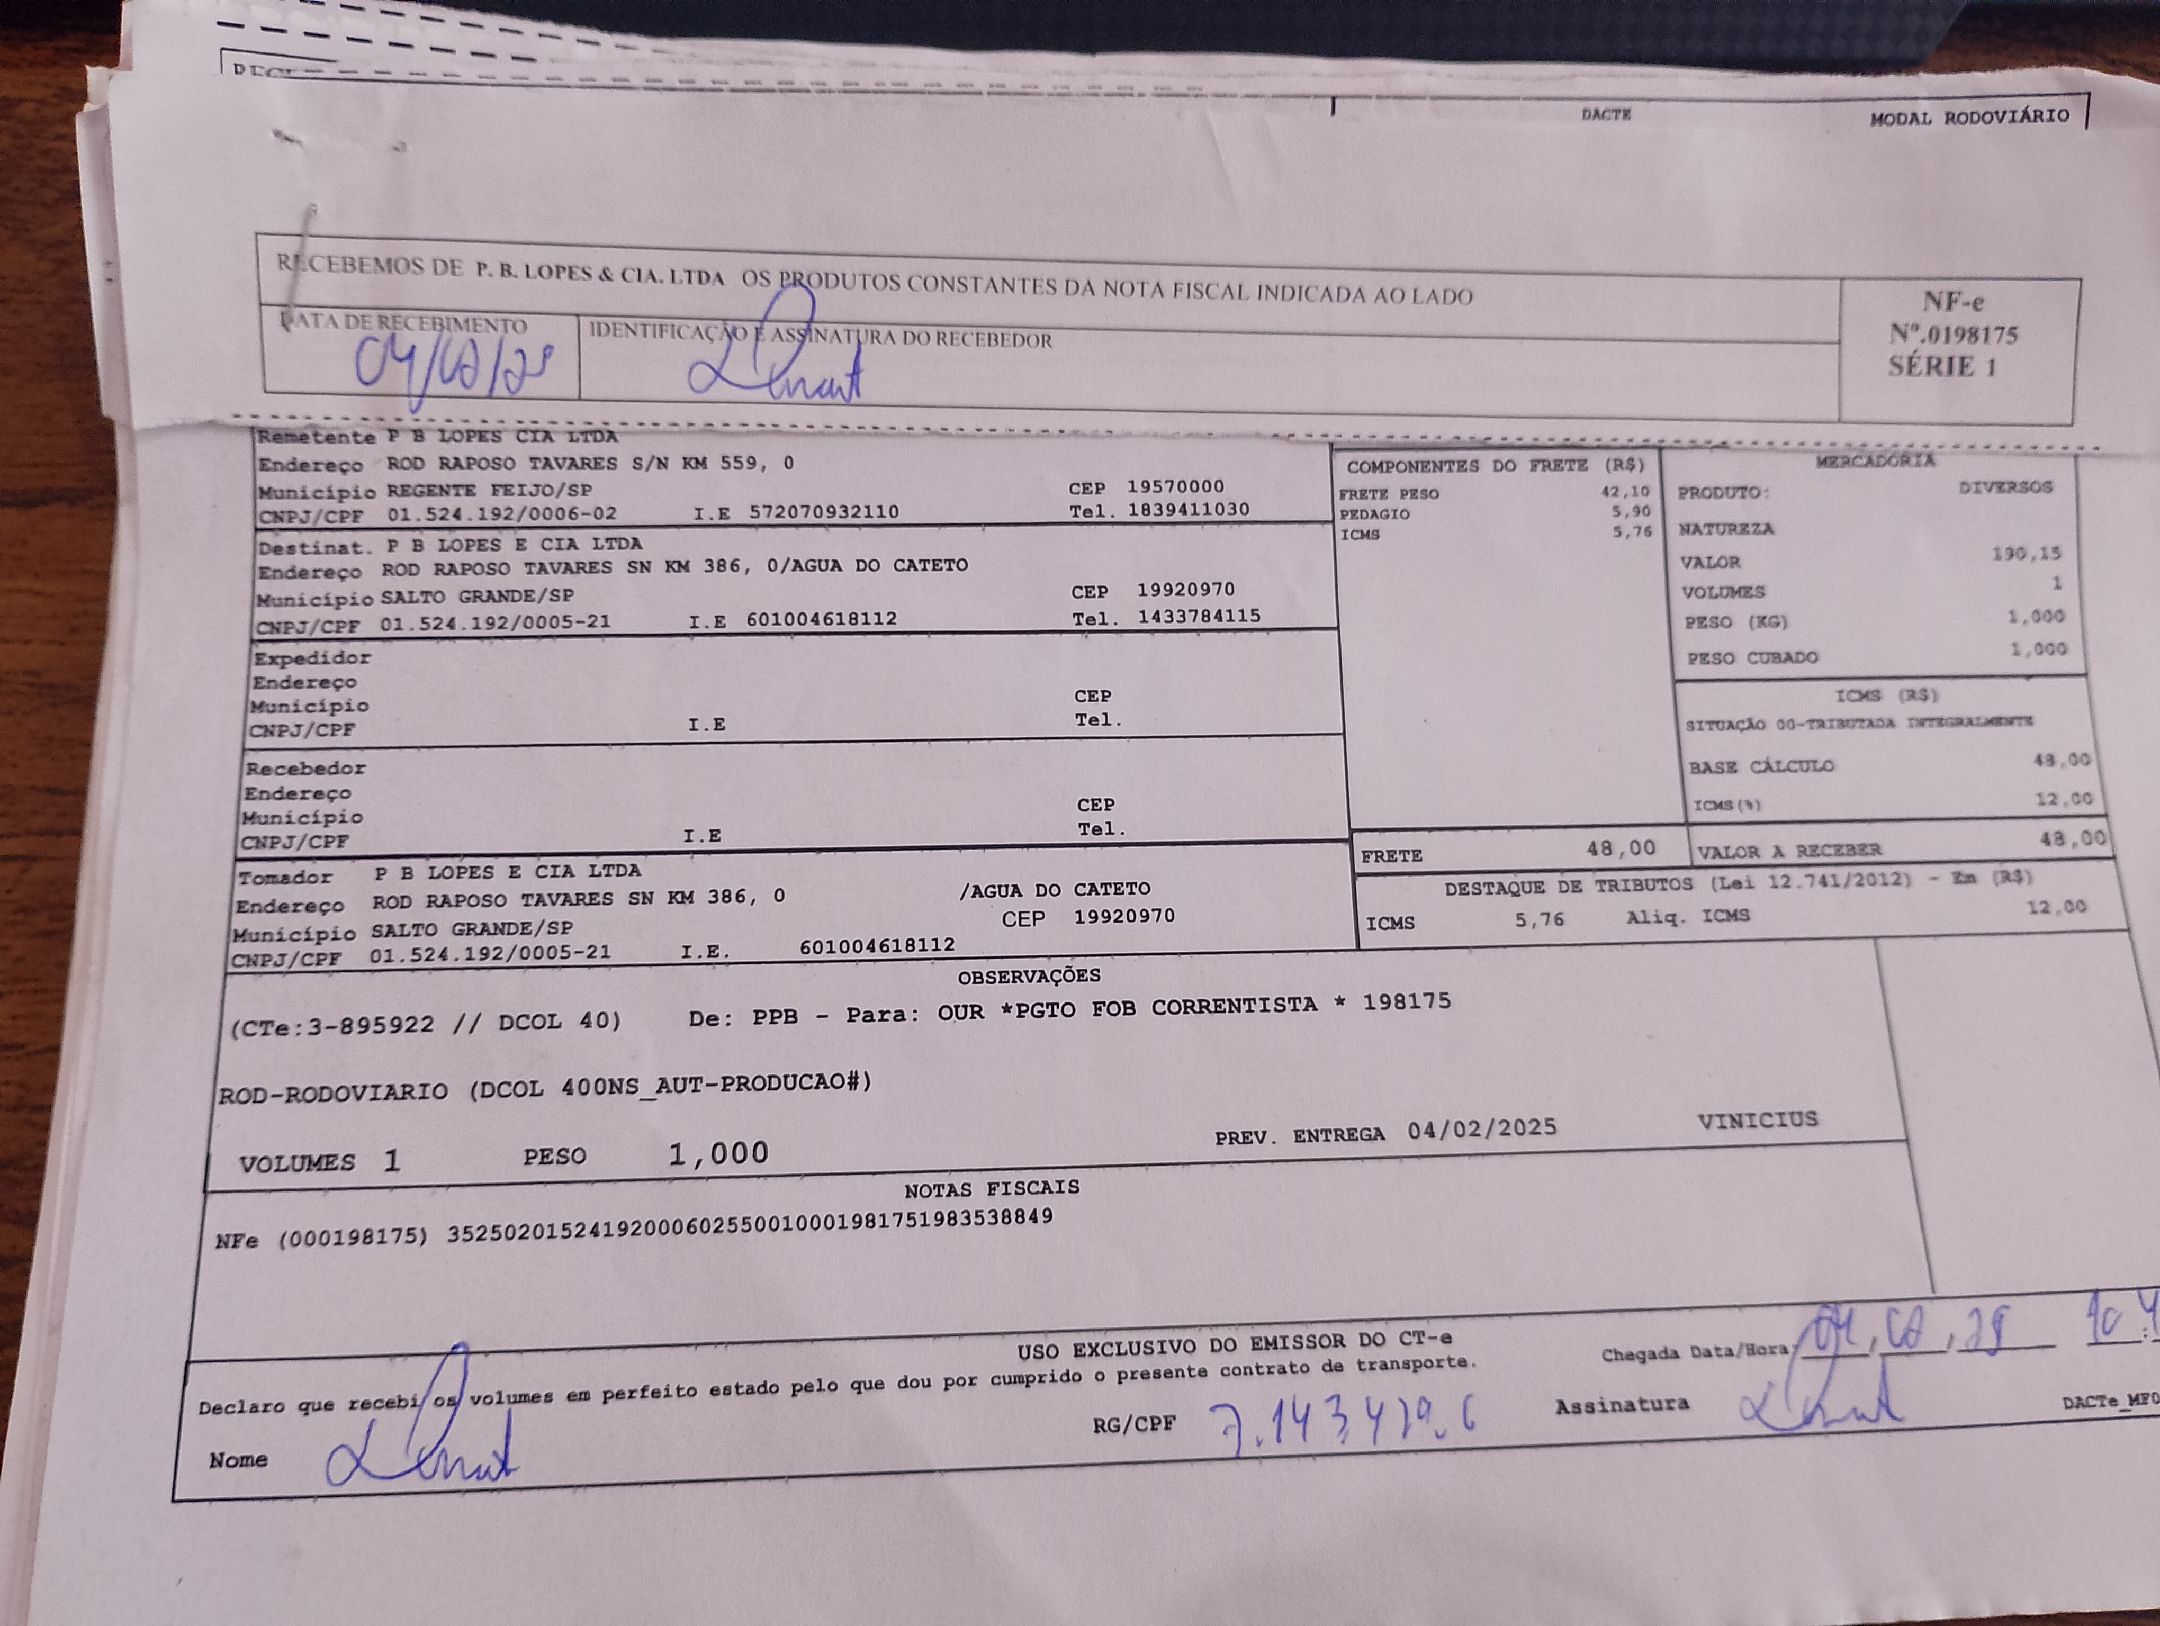 DACTE
MODAL RODOVIÁRIO
RECEBEMOS DE P. B. LOPES & CIA. LTDA OS PRODUTOS CONSTANTES DA NOTA FISCAL INDICADA AO LADO
DATA DE RECEBIMENTO
IDENTIFICAÇÃO E ASSINATURA DO RECEBEDOR
NF-e
Nº.0198175
SÉRIE 1
Remetente P B LOPES CIA LTDA
Endereço ROD RAPOSO TAVARES S/N KM 559, 0
Município REGENTE FEIJO/SP CEP 19570000
CNPJ/CPF 01.524.192/0006-02 I.E 572070932110 Tel. 1839411030
Destinat. P B LOPES E CIA LTDA
Endereço ROD RAPOSO TAVARES SN KM 386, 0/AGUA DO CATETO
Município SALTO GRANDE/SP CEP 19920970
CNPJ/CPF 01.524.192/0005-21 I.E 601004618112 Tel. 1433784115
Expedidor
Endereço
Município CEP
CNPJ/CPF I.E Tel.
Recebedor
Endereço
Município CEP
CNPJ/CPF I.E Tel.
Tomador P B LOPES E CIA LTDA
Endereço ROD RAPOSO TAVARES SN KM 386, 0 /AGUA DO CATETO
Município SALTO GRANDE/SP CEP 19920970
CNPJ/CPF 01.524.192/0005-21 I.E. 601004618112
COMPONENTES DO FRETE (R$)
FRETE PESO 42,10
PEDAGIO 5,90
ICMS 5,76
MERCADORIA
PRODUTO: DIVERSOS
NATUREZA
VALOR 190,15
VOLUMES 1
PESO (KG) 1,000
PESO CUBADO 1,000
ICMS (R$)
SITUAÇÃO 00-TRIBUTADA INTEGRALMENTE
BASE CÁLCULO 48,00
ICMS(%) 12,00
FRETE 48,00
VALOR A RECEBER 48,00
DESTAQUE DE TRIBUTOS (Lei 12.741/2012) - Em (R$)
ICMS 5,76 Aliq. ICMS 12,00
OBSERVAÇÕES
(CTe:3-895922 // DCOL 40) De: PPB - Para: OUR *PGTO FOB CORRENTISTA * 198175
ROD-RODOVIARIO (DCOL 400NS_AUT-PRODUCAO#)
VOLUMES 1 PESO 1,000 PREV. ENTREGA 04/02/2025 VINICIUS
NOTAS FISCAIS
NFe (000198175) 35250201524192000602550010001981751983538849
USO EXCLUSIVO DO EMISSOR DO CT-e
Declaro que recebi os volumes em perfeito estado pelo que dou por cumprido o presente contrato de transporte.
Chegada Data/Hora
Nome
RG/CPF
Assinatura